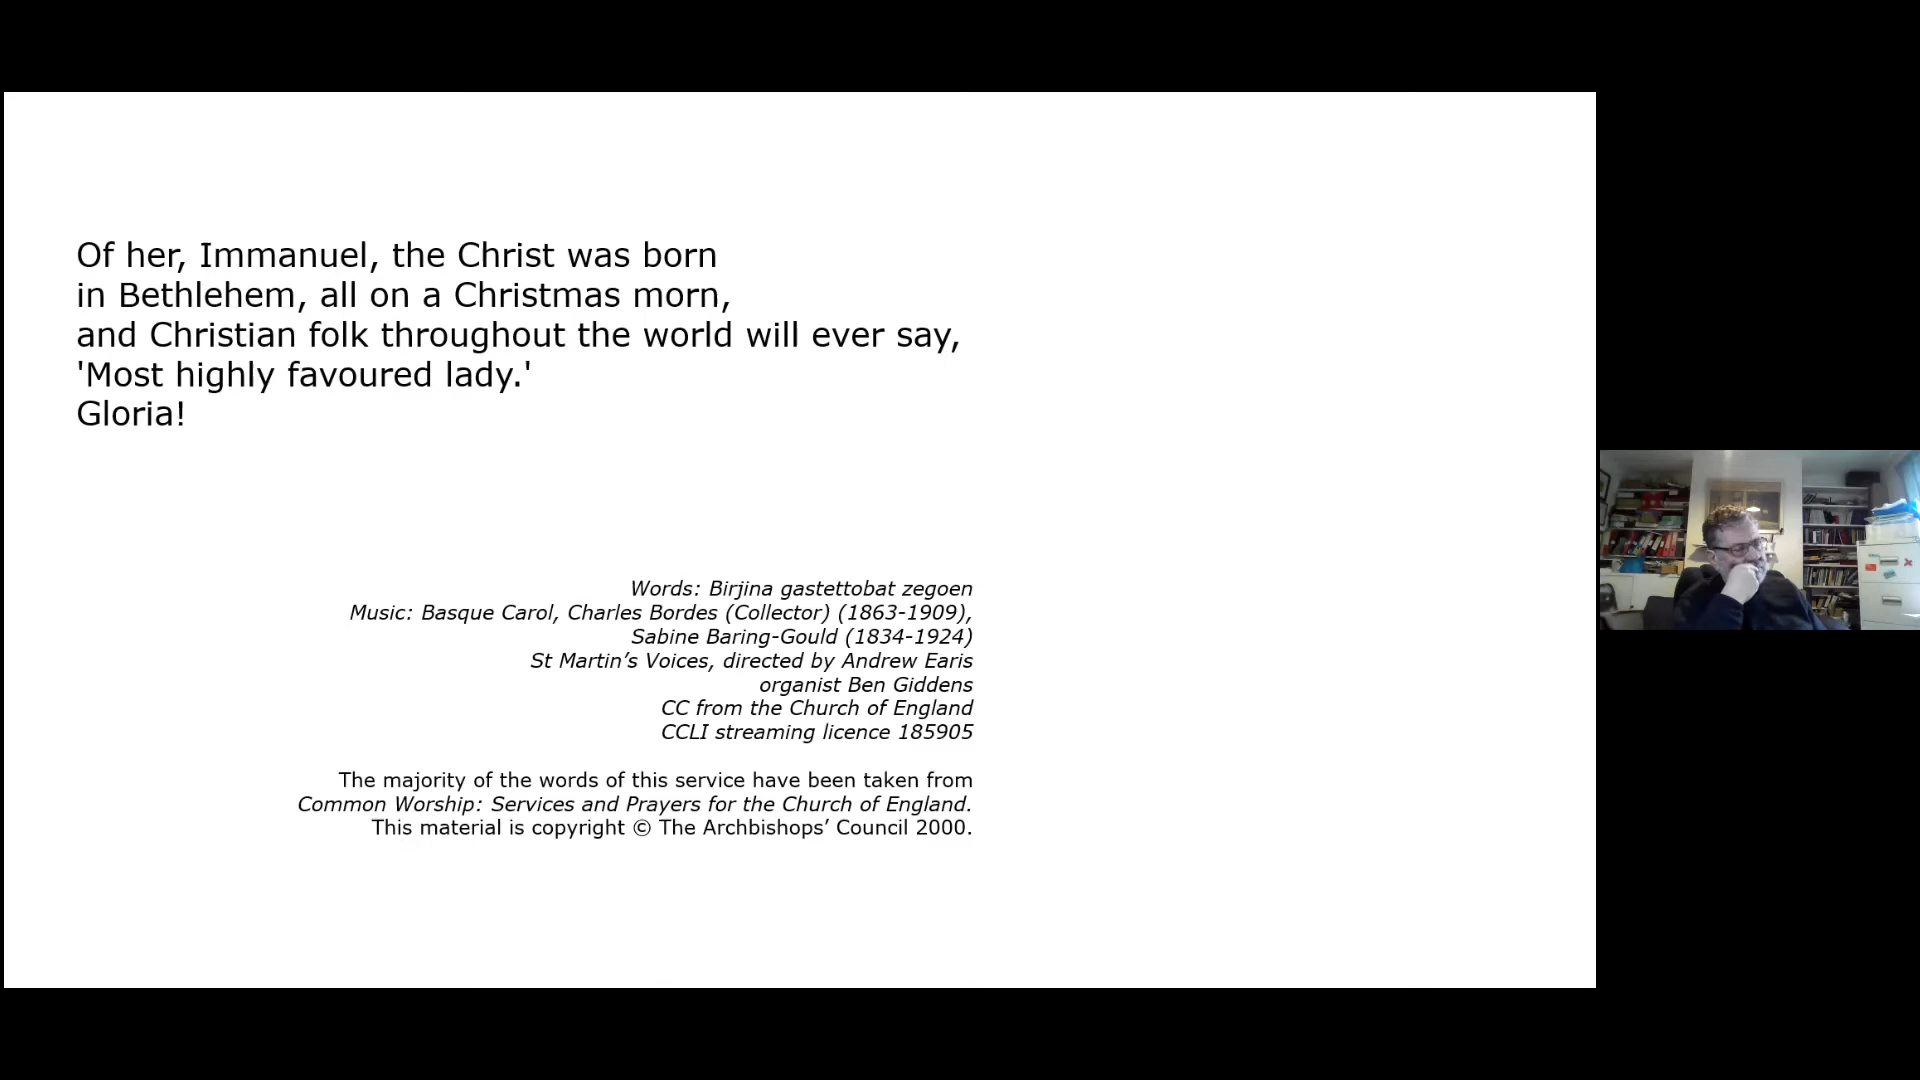 Of her, Immanuel, the Christ was born
in Bethlehem, all on a Christmas morn,
and Christian folk throughout the world will ever say,
'Most highly favoured lady.'
Gloria!
Words: Birjina gastettobat zegoen
Music: Basque Carol, Charles Bordes (Collector) (1863-1909),
Sabine Baring-Gould (1834-1924)
St Martin’s Voices, directed by Andrew Earis
organist Ben Giddens
CC from the Church of England
CCLI streaming licence 185905
The majority of the words of this service have been taken from
Common Worship: Services and Prayers for the Church of England.
This material is copyright © The Archbishops’ Council 2000.